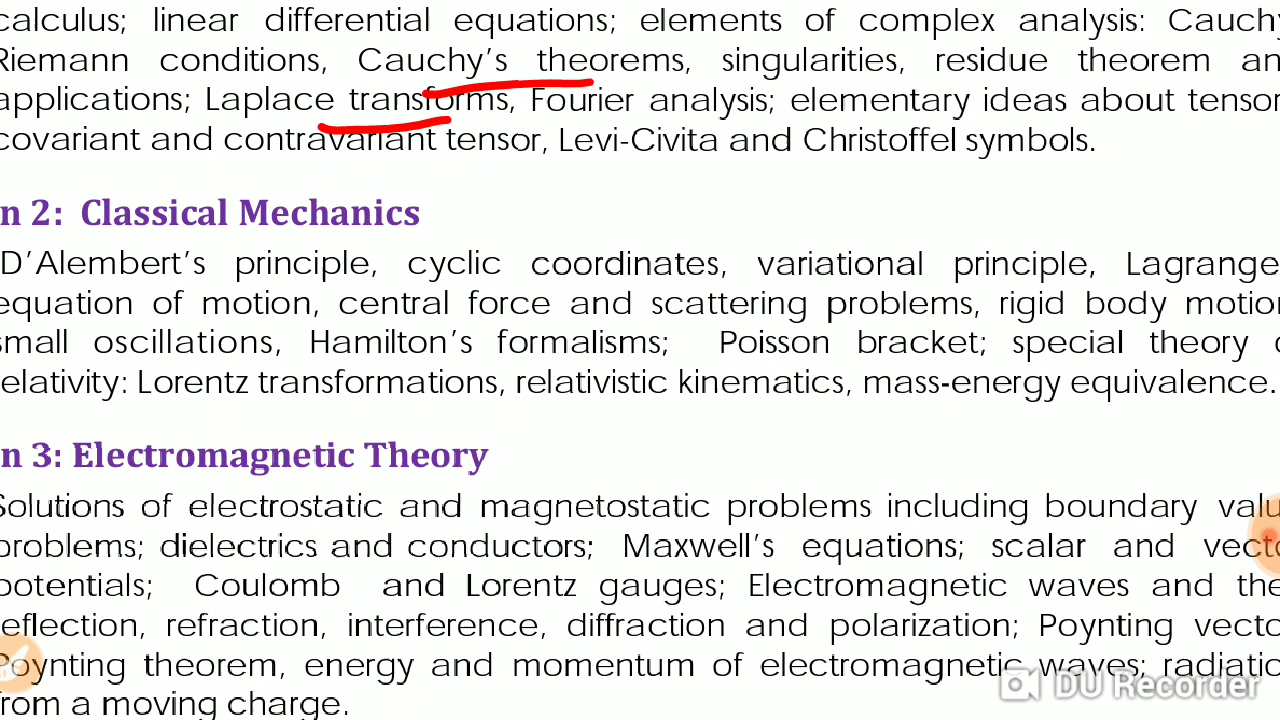 calculus; linear differential equations; elements of complex analysis: Cauchy
Riemann conditions, Cauchy's theorems, singularities, residue theorem an
applications; Laplace transforms, Fourier analysis; elementary ideas about tensor
covariant and contravariant tensor, Levi-Civita and Christoffel symbols.
n 2: Classical Mechanics
D'Alembert's principle, cyclic coordinates, variational principle, Lagrange
equation of motion, central force and scattering problems, rigid body motion
small oscillations, Hamilton's formalisms; Poisson bracket; special theory o
relativity: Lorentz transformations, relativistic kinematics, mass-energy equivalence.
n 3: Electromagnetic Theory
Solutions of electrostatic and magnetostatic problems including boundary valu
problems; dielectrics and conductors; Maxwell's equations; scalar and vecto
potentials; Coulomb and Lorentz gauges; Electromagnetic waves and the
reflection, refraction, interference, diffraction and polarization; Poynting vecto
Poynting theorem, energy and momentum of electromagnetic waves; radiatio
from a moving charge.
DU Recorder